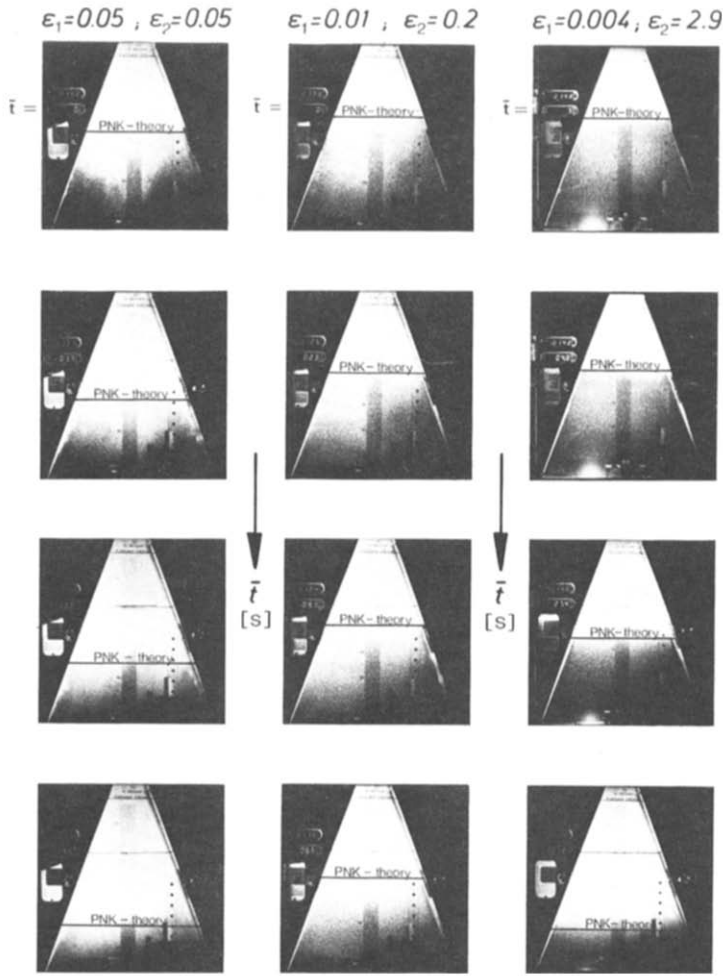 ε₁=0.05 ; ε₂=0.05
ε₁=0.01 ; ε₂=0.2
ε₁=0.004 ; ε₂=2.9
t̄ =
t̄ =
t̄ =
PNK-theory
PNK-theory
PNK-theory
PNK-theory
PNK-theory
PNK-theory
t̄
[s]
t̄
[s]
PNK-theory
PNK-theory
PNK-theory
PNK-theory
PNK-theory
PNK-theory